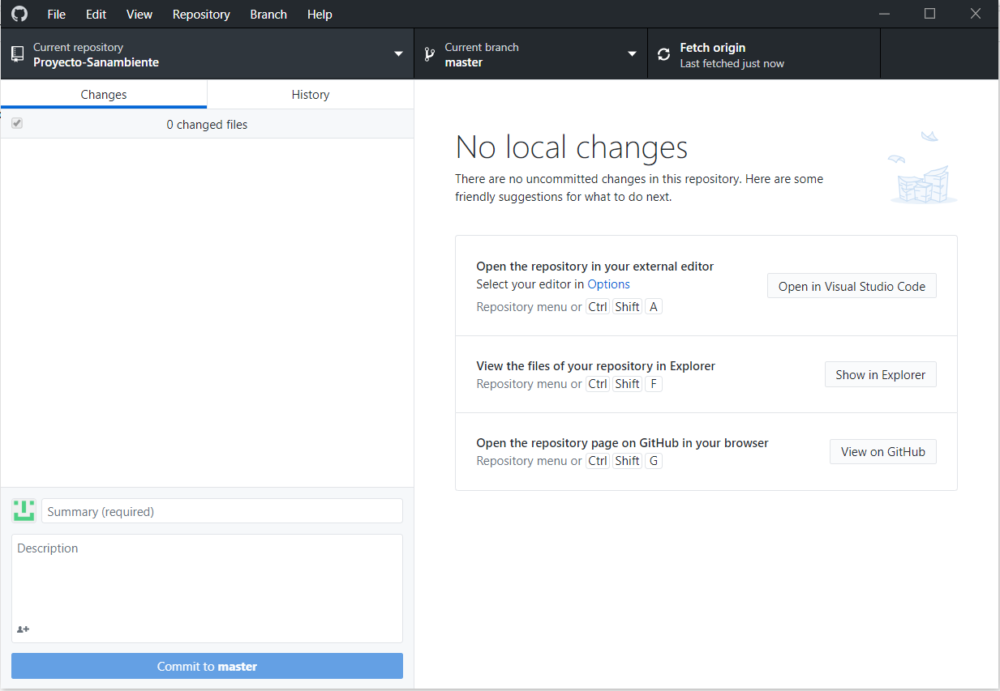 File Edit View Repository Branch Help
Current repository
Proyecto-Sanambiente
Current branch
master
Fetch origin
Last fetched just now
Changes
History
0 changed files
No local changes
There are no uncommitted changes in this repository. Here are some
friendly suggestions for what to do next.
Open the repository in your external editor
Select your editor in Options
Repository menu or Ctrl Shift A
Open in Visual Studio Code
View the files of your repository in Explorer
Repository menu or Ctrl Shift F
Show in Explorer
Open the repository page on GitHub in your browser
Repository menu or Ctrl Shift G
View on GitHub
Summary (required)
Description
Commit to master